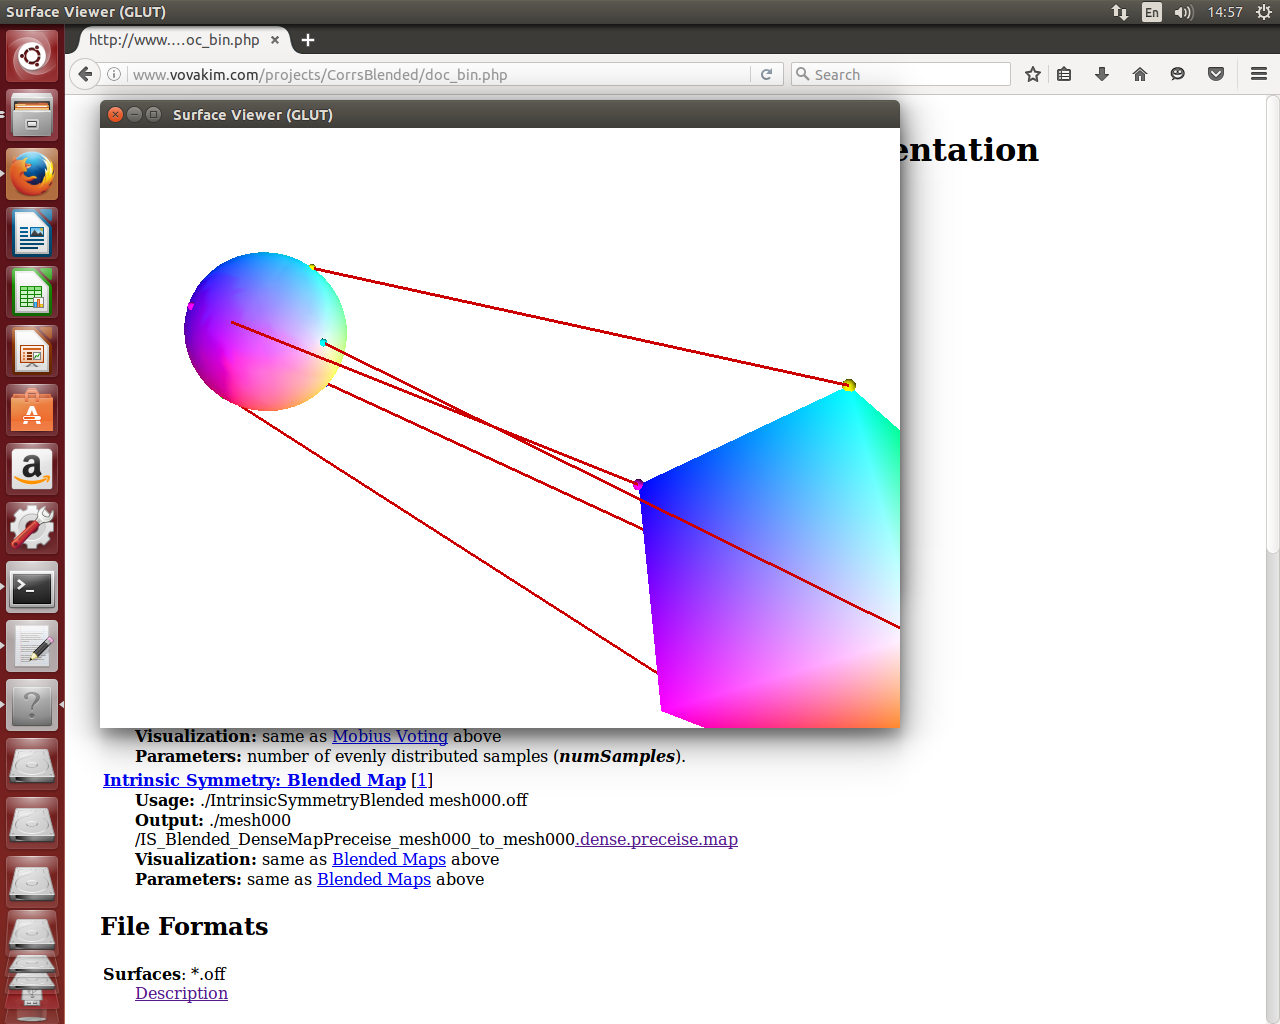 Surface Viewer (GLUT)
En
14:57
http://www....oc_bin.php
www.vovakim.com/projects/CorrsBlended/doc_bin.php
Search
Surface Viewer (GLUT)
entation
Visualization: same as Mobius Voting above
Parameters: number of evenly distributed samples (numSamples).
Intrinsic Symmetry: Blended Map [1]
Usage: ./IntrinsicSymmetryBlended mesh000.off
Output: ./mesh000
/IS_Blended_DenseMapPreceise_mesh000_to_mesh000.dense.preceise.map
Visualization: same as Blended Maps above
Parameters: same as Blended Maps above
File Formats
Surfaces: *.off
Description